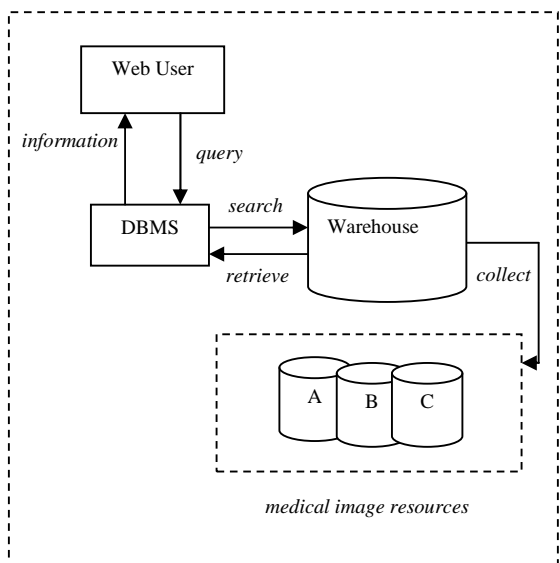 Web User
information
query
search
DBMS
Warehouse
retrieve
collect
A
B
C
medical image resources